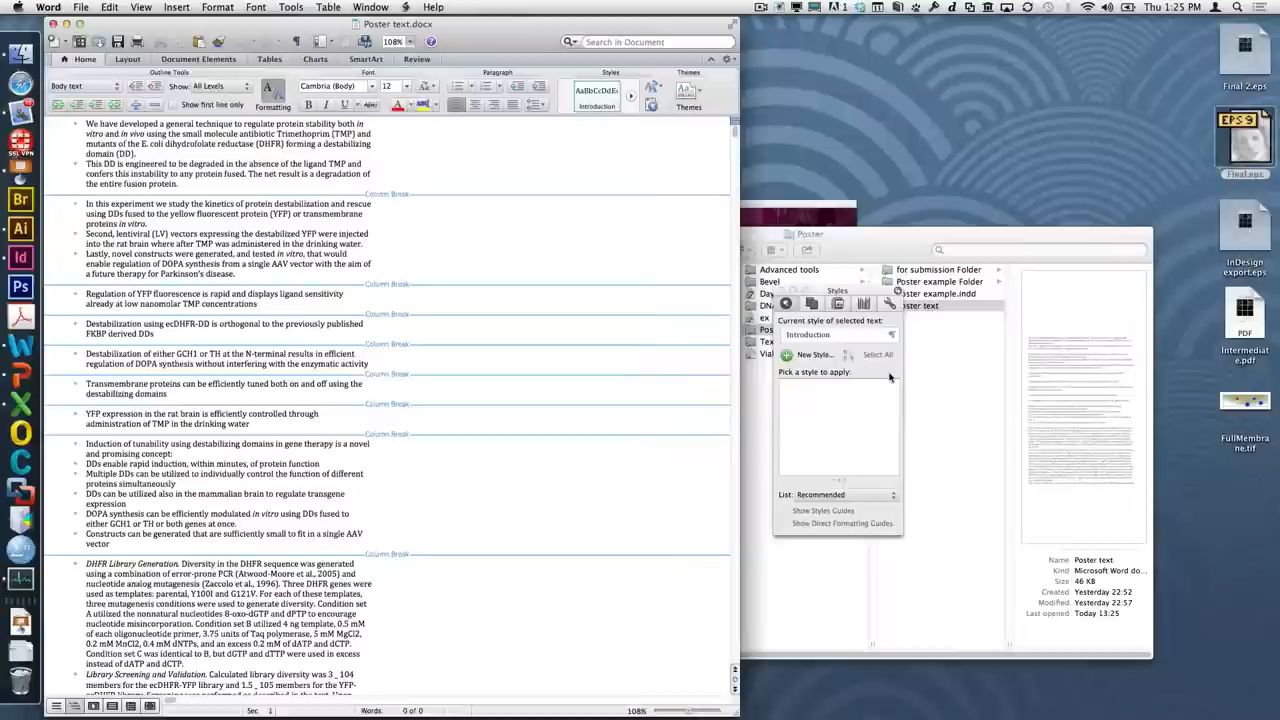 Word File Edit View Insert Format Font Tools Table Window Help
Thu 1:25 PM
Poster text.docx
108%
Search in Document
Home Layout Document Elements Tables Charts SmartArt Review
Outline Tools Font Paragraph Styles Themes
Body text Show: All Levels Cambria (Body) 12
Show first line only Formatting Introduction Themes
We have developed a general technique to regulate protein stability both in
vitro and in vivo using the small molecule antibiotic Trimethoprim (TMP) and
mutants of the E. coli dihydrofolate reductase (DHFR) forming a destabilizing
domain (DD).
This DD is engineered to be degraded in the absence of the ligand TMP and
confers this instability to any protein fused. The net result is a degradation of
the entire fusion protein.
Column Break
In this experiment we study the kinetics of protein destabilization and rescue
using DDs fused to the yellow fluorescent protein (YFP) or transmembrane
proteins in vitro.
Second, lentiviral (LV) vectors expressing the destabilized YFP were injected
into the rat brain where after TMP was administered in the drinking water.
Lastly, novel constructs were generated, and tested in vitro, that would
enable regulation of DOPA synthesis from a single AAV vector with the aim of
a future therapy for Parkinson's disease.
Column Break
Regulation of YFP fluorescence is rapid and displays ligand sensitivity
already at low nanomolar TMP concentrations
Column Break
Destabilization using ecDHFR-DD is orthogonal to the previously published
FKBP derived DDs
Column Break
Destabilization of either GCH1 or TH at the N-terminal results in efficient
regulation of DOPA synthesis without interfering with the enzymatic activity
Column Break
Transmembrane proteins can be efficiently tuned both on and off using the
destabilizing domains
Column Break
YFP expression in the rat brain is efficiently controlled through
administration of TMP in the drinking water
Column Break
Induction of tunability using destabilizing domains in gene therapy is a novel
and promising concept:
DDs enable rapid induction, within minutes, of protein function
Multiple DDs can be utilized to individually control the function of different
proteins simultaneously
DDs can be utilized also in the mammalian brain to regulate transgene
expression
DOPA synthesis can be efficiently modulated in vitro using DDs fused to
either GCH1 or TH or both genes at once.
Constructs can be generated that are sufficiently small to fit in a single AAV
vector
Column Break
DHFR Library Generation. Diversity in the DHFR sequence was generated
using a combination of error-prone PCR (Atwood-Moore et al., 2005) and
nucleotide analog mutagenesis (Zaccolo et al., 1996). Three DHFR genes were
used as templates: parental, Y100I and G121V. For each of these templates,
three mutagenesis conditions were used to generate diversity. Condition set
A utilized the nonnatural nucleotides 8-oxo-dGTP and dPTP to encourage
nucleotide misincorporation. Condition set B utilized 4 ng template, 0.5 mM
of each oligonucleotide primer, 3.75 units of Taq polymerase, 5 mM MgCl2,
0.2 mM MnCl2, 0.4 mM dNTPs, and an excess 0.2 mM of dATP and dCTP.
Condition set C was identical to B, but dGTP and dTTP were used in excess
instead of dATP and dCTP.
Library Screening and Validation. Calculated library diversity was 3 _ 104
members for the ecDHFR-YFP library and 1.5 _ 105 members for the YFP-
Sec 1 Words: 0 of 0 108%
Poster
Advanced tools
Bevel
for submission Folder
Poster example Folder
Poster example.indd
Styles
Current style of selected text:
Introduction
New Style... Select All
Pick a style to apply:
List: Recommended
Show Styles Guides
Show Direct Formatting Guides
Name Poster text
Kind Microsoft Word do...
Size 46 KB
Created Yesterday 22:52
Modified Yesterday 22:57
Last opened Today 13:25
Final 2.eps
EPS
Final.eps
InDesign
export.eps
PDF
Intermediat
e.pdf
FullMembra
ne.tif
SSL VPN
Br
Ai
Id
Ps